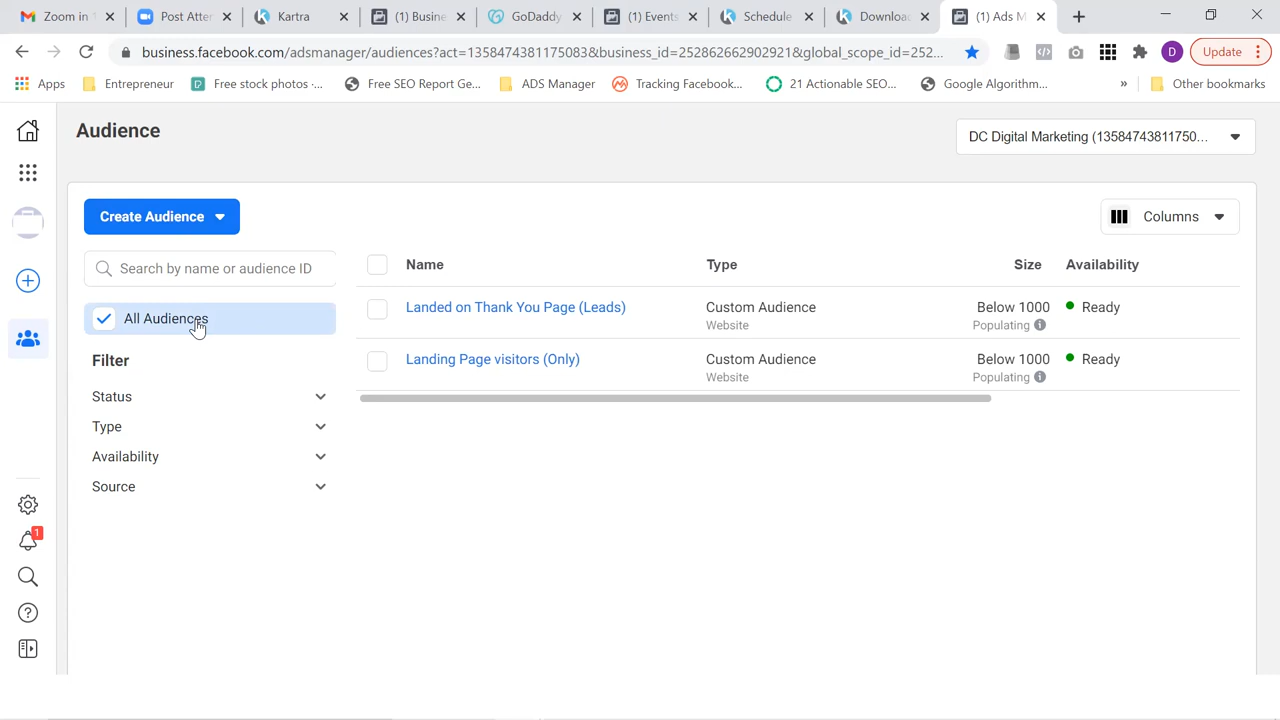 Zoom in 1
Post Atter
Kartra
(1) Busine
GoDaddy
(1) Events
Schedule
Download
(1) Ads M
business.facebook.com/adsmanager/audiences?act=1358474381175083&business_id=252862662902921&global_scope_id=252...
D
Update
Apps
Entrepreneur
Free stock photos ·...
Free SEO Report Ge...
ADS Manager
Tracking Facebook...
21 Actionable SEO...
Google Algorithm...
»
Other bookmarks
Audience
DC Digital Marketing (13584743811750...
Create Audience
Columns
Search by name or audience ID
Name
Type
Size
Availability
All Audiences
Landed on Thank You Page (Leads)
Custom Audience
Website
Below 1000
Populating
Ready
Filter
Landing Page visitors (Only)
Custom Audience
Website
Below 1000
Populating
Ready
Status
Type
Availability
Source
1